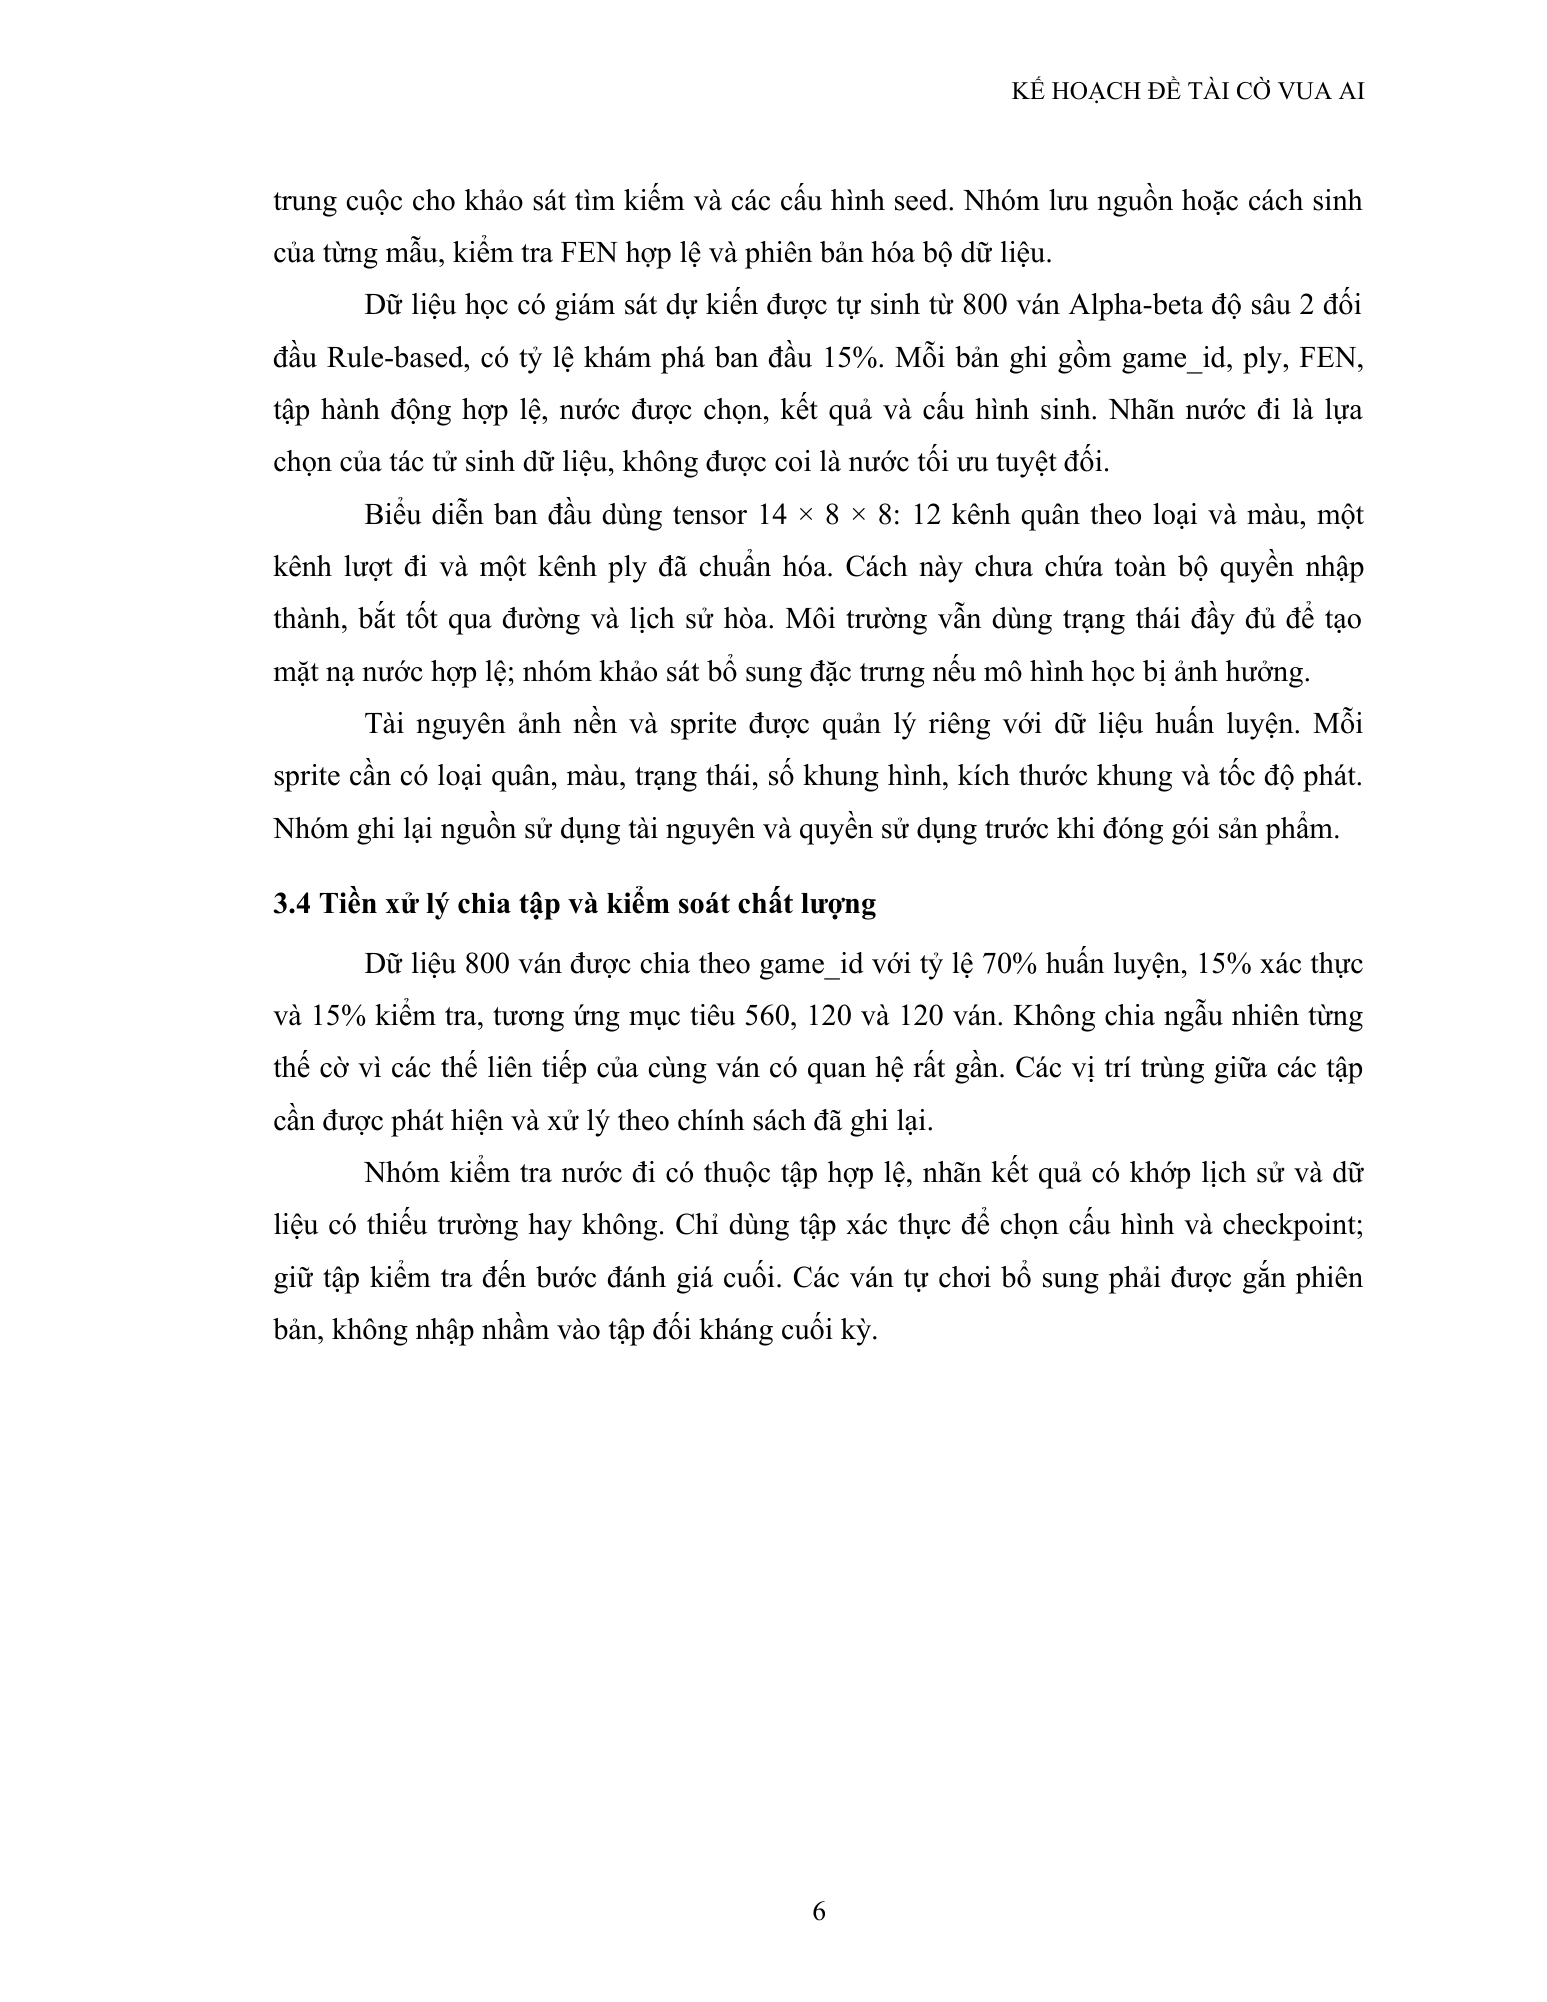 KẾ HOẠCH ĐỀ TÀI CỜ VUA AI
trung cuộc cho khảo sát tìm kiếm và các cấu hình seed. Nhóm lưu nguồn hoặc cách sinh
của từng mẫu, kiểm tra FEN hợp lệ và phiên bản hóa bộ dữ liệu.
Dữ liệu học có giám sát dự kiến được tự sinh từ 800 ván Alpha-beta độ sâu 2 đối
đầu Rule-based, có tỷ lệ khám phá ban đầu 15%. Mỗi bản ghi gồm game_id, ply, FEN,
tập hành động hợp lệ, nước được chọn, kết quả và cấu hình sinh. Nhãn nước đi là lựa
chọn của tác tử sinh dữ liệu, không được coi là nước tối ưu tuyệt đối.
Biểu diễn ban đầu dùng tensor 14 × 8 × 8: 12 kênh quân theo loại và màu, một
kênh lượt đi và một kênh ply đã chuẩn hóa. Cách này chưa chứa toàn bộ quyền nhập
thành, bắt tốt qua đường và lịch sử hòa. Môi trường vẫn dùng trạng thái đầy đủ để tạo
mặt nạ nước hợp lệ; nhóm khảo sát bổ sung đặc trưng nếu mô hình học bị ảnh hưởng.
Tài nguyên ảnh nền và sprite được quản lý riêng với dữ liệu huấn luyện. Mỗi
sprite cần có loại quân, màu, trạng thái, số khung hình, kích thước khung và tốc độ phát.
Nhóm ghi lại nguồn sử dụng tài nguyên và quyền sử dụng trước khi đóng gói sản phẩm.
3.4 Tiền xử lý chia tập và kiểm soát chất lượng
Dữ liệu 800 ván được chia theo game_id với tỷ lệ 70% huấn luyện, 15% xác thực
và 15% kiểm tra, tương ứng mục tiêu 560, 120 và 120 ván. Không chia ngẫu nhiên từng
thế cờ vì các thế liên tiếp của cùng ván có quan hệ rất gần. Các vị trí trùng giữa các tập
cần được phát hiện và xử lý theo chính sách đã ghi lại.
Nhóm kiểm tra nước đi có thuộc tập hợp lệ, nhãn kết quả có khớp lịch sử và dữ
liệu có thiếu trường hay không. Chỉ dùng tập xác thực để chọn cấu hình và checkpoint;
giữ tập kiểm tra đến bước đánh giá cuối. Các ván tự chơi bổ sung phải được gắn phiên
bản, không nhập nhầm vào tập đối kháng cuối kỳ.
6